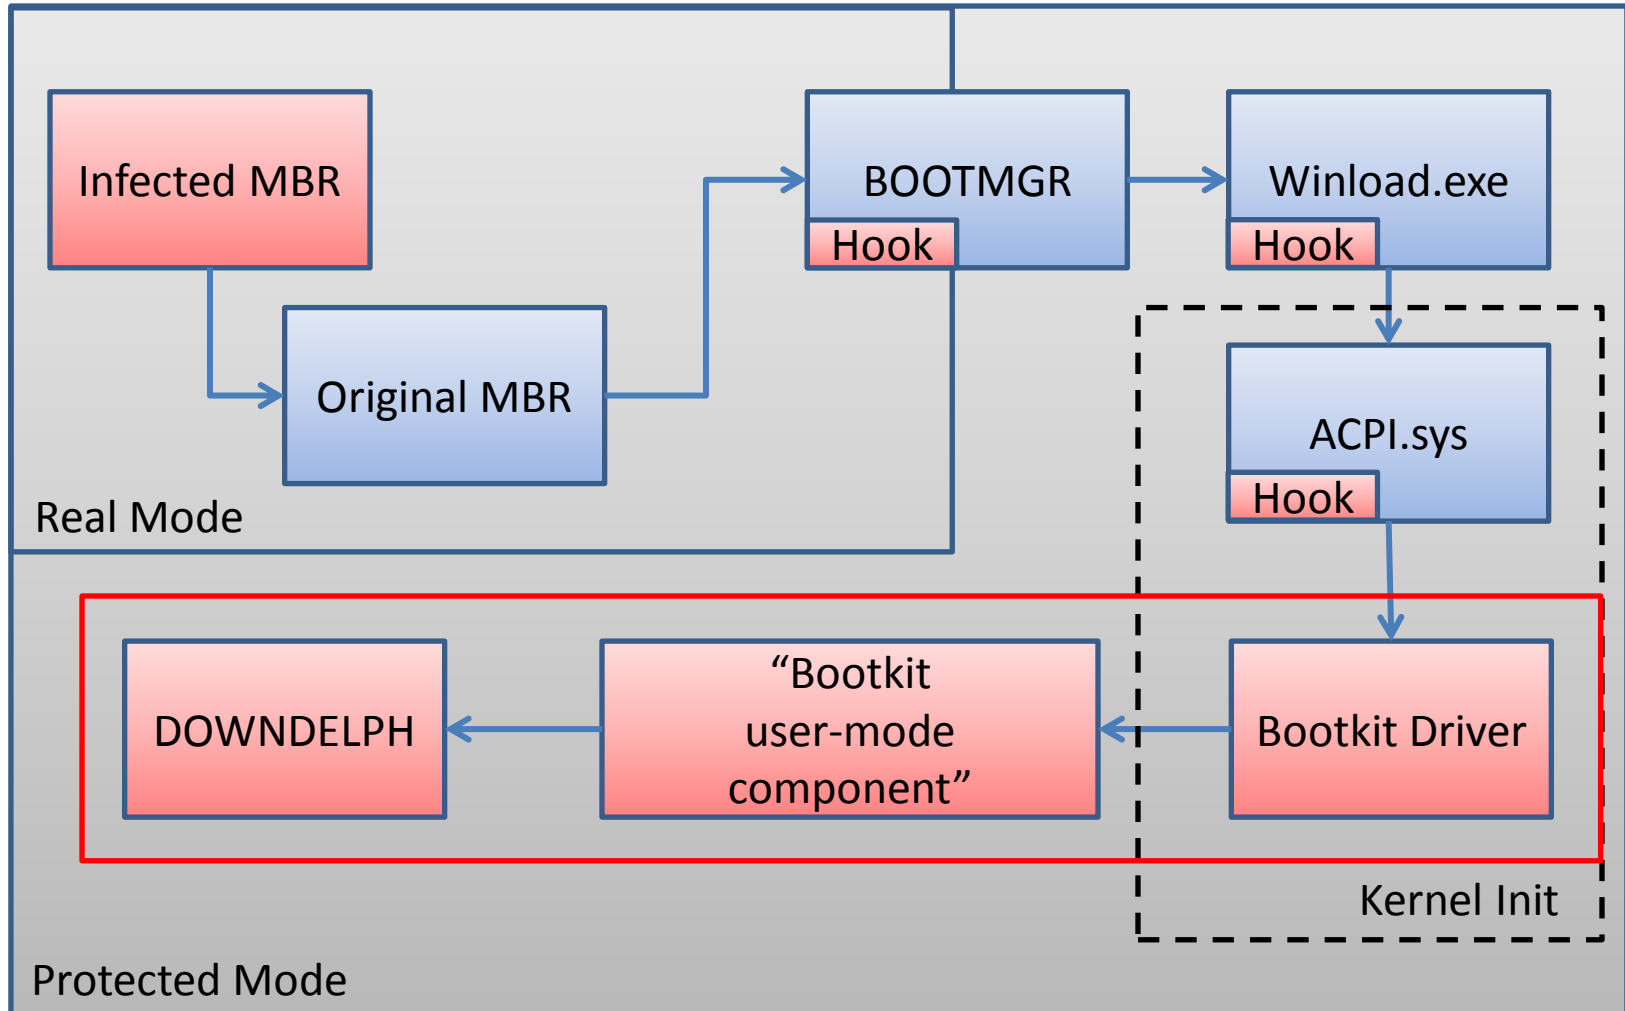 Infected MBR
BOOTMGR
Hook
Winload.exe
Hook
Original MBR
ACPI.sys
Hook
Real Mode
DOWNDELPH
“Bootkit
user-mode
component”
Bootkit Driver
Kernel Init
Protected Mode